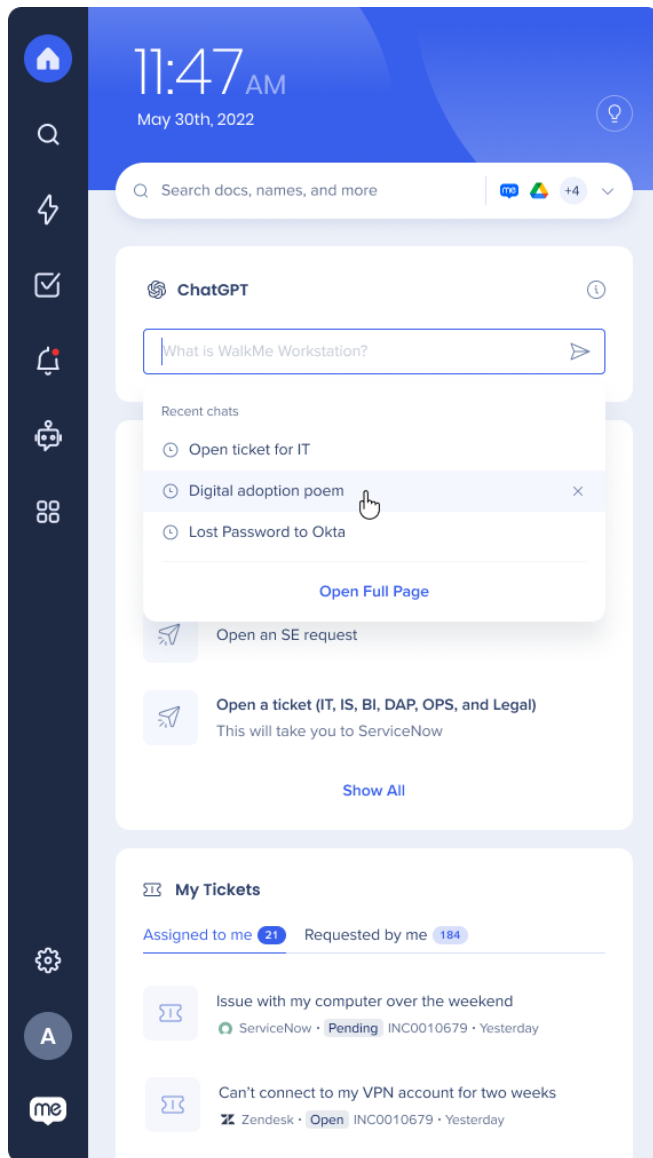 11:47 AM
May 30th, 2022
Search docs, names, and more
me
+4
ChatGPT
What is WalkMe Workstation?
Recent chats
Open ticket for IT
Digital adoption poem
Lost Password to Okta
Open Full Page
Open an SE request
Open a ticket (IT, IS, BI, DAP, OPS, and Legal)
This will take you to ServiceNow
Show All
My Tickets
Assigned to me 21 Requested by me 184
Issue with my computer over the weekend
ServiceNow · Pending INC0010679 · Yesterday
Can't connect to my VPN account for two weeks
Zendesk · Open INC0010679 · Yesterday
A
me